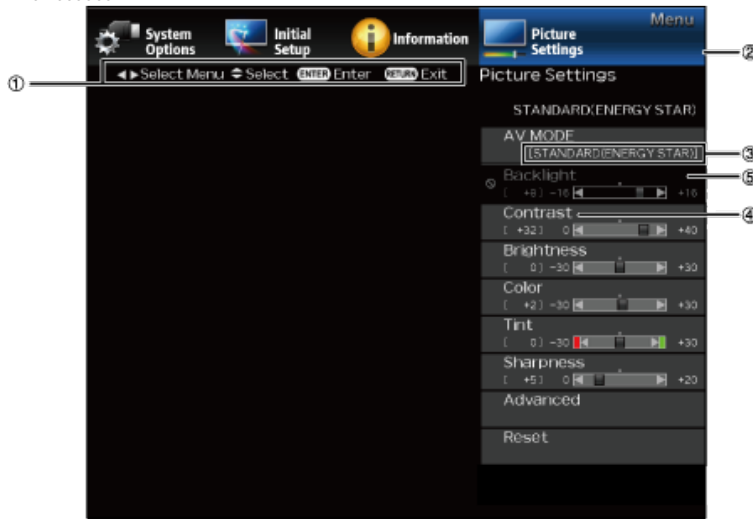 Menu
System Options
Initial Setup
Information
Picture Settings
② 
① ◀▶Select Menu ◆Select ENTER Enter RETURN Exit
Picture Settings
STANDARD(ENERGY STAR)
AV MODE
[STANDARD(ENERGY STAR)] ③
Backlight ⑤
[ +8] -16 +16
Contrast ④
[ +32] 0 +40
Brightness
[ 0] -30 +30
Color
[ +2] -30 +30
Tint
[ 0] -30 +30
Sharpness
[ +5] 0 +20
Advanced
Reset